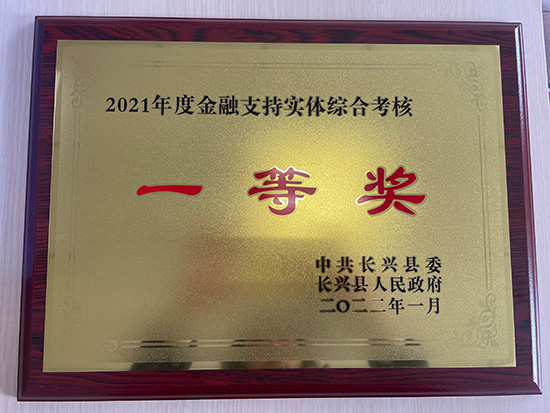 2021年度金融支持实体综合考核
一等奖
中共长兴县委
长兴县人民政府
二〇二二年一月